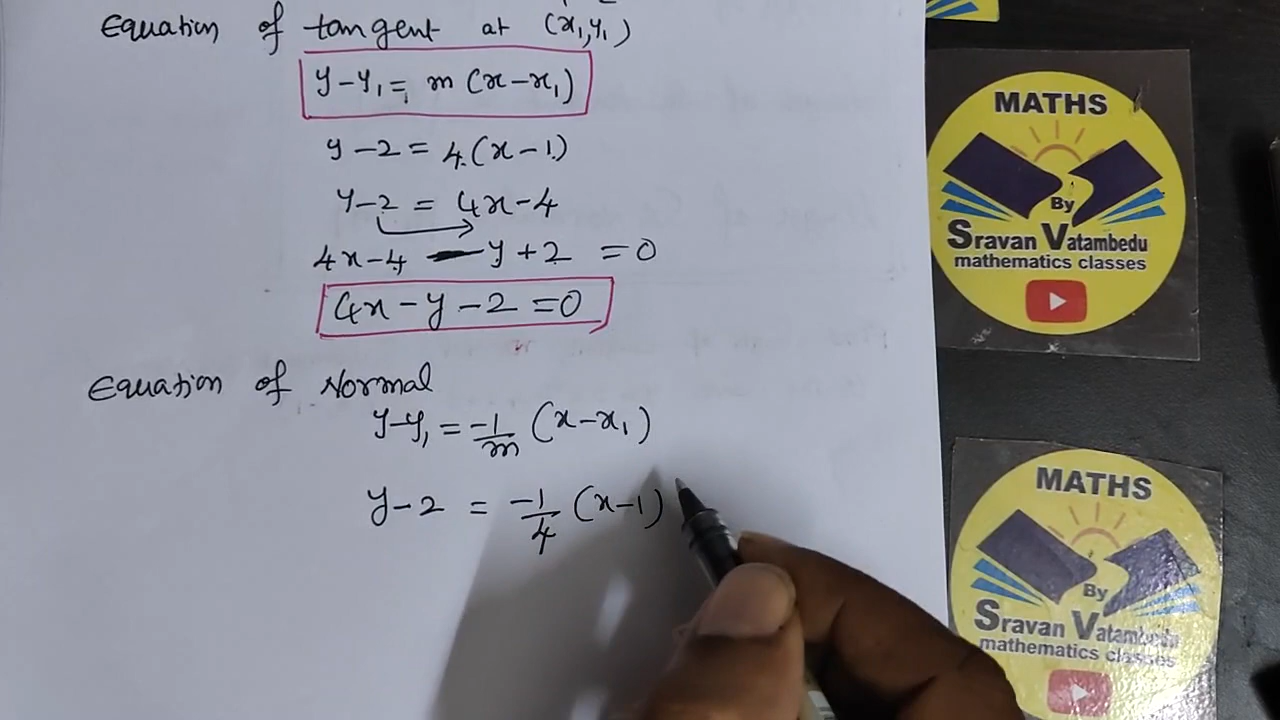 Equation of tangent at (x₁,y₁)
y-y₁ = m (x-x₁)
y-2 = 4.(x-1)
y-2 = 4x-4
4x-4 - y+2 = 0
4x-y-2=0
Equation of Normal
y-y₁ = -1/m (x-x₁)
y-2 = -1/4 (x-1)
MATHS
By
Sravan Vatambedu
mathematics classes
MATHS
By
Sravan Vatambedu
mathematics classes